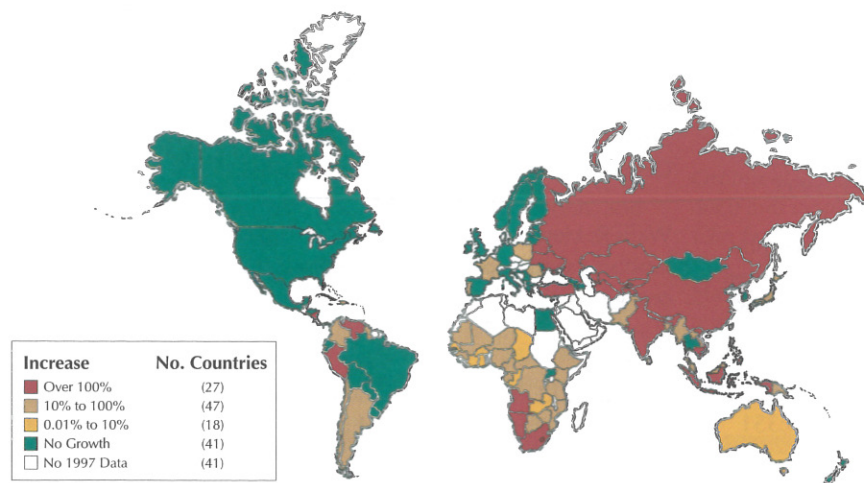 Increase No. Countries
Over 100% (27)
10% to 100% (47)
0.01% to 10% (18)
No Growth (41)
No 1997 Data (41)